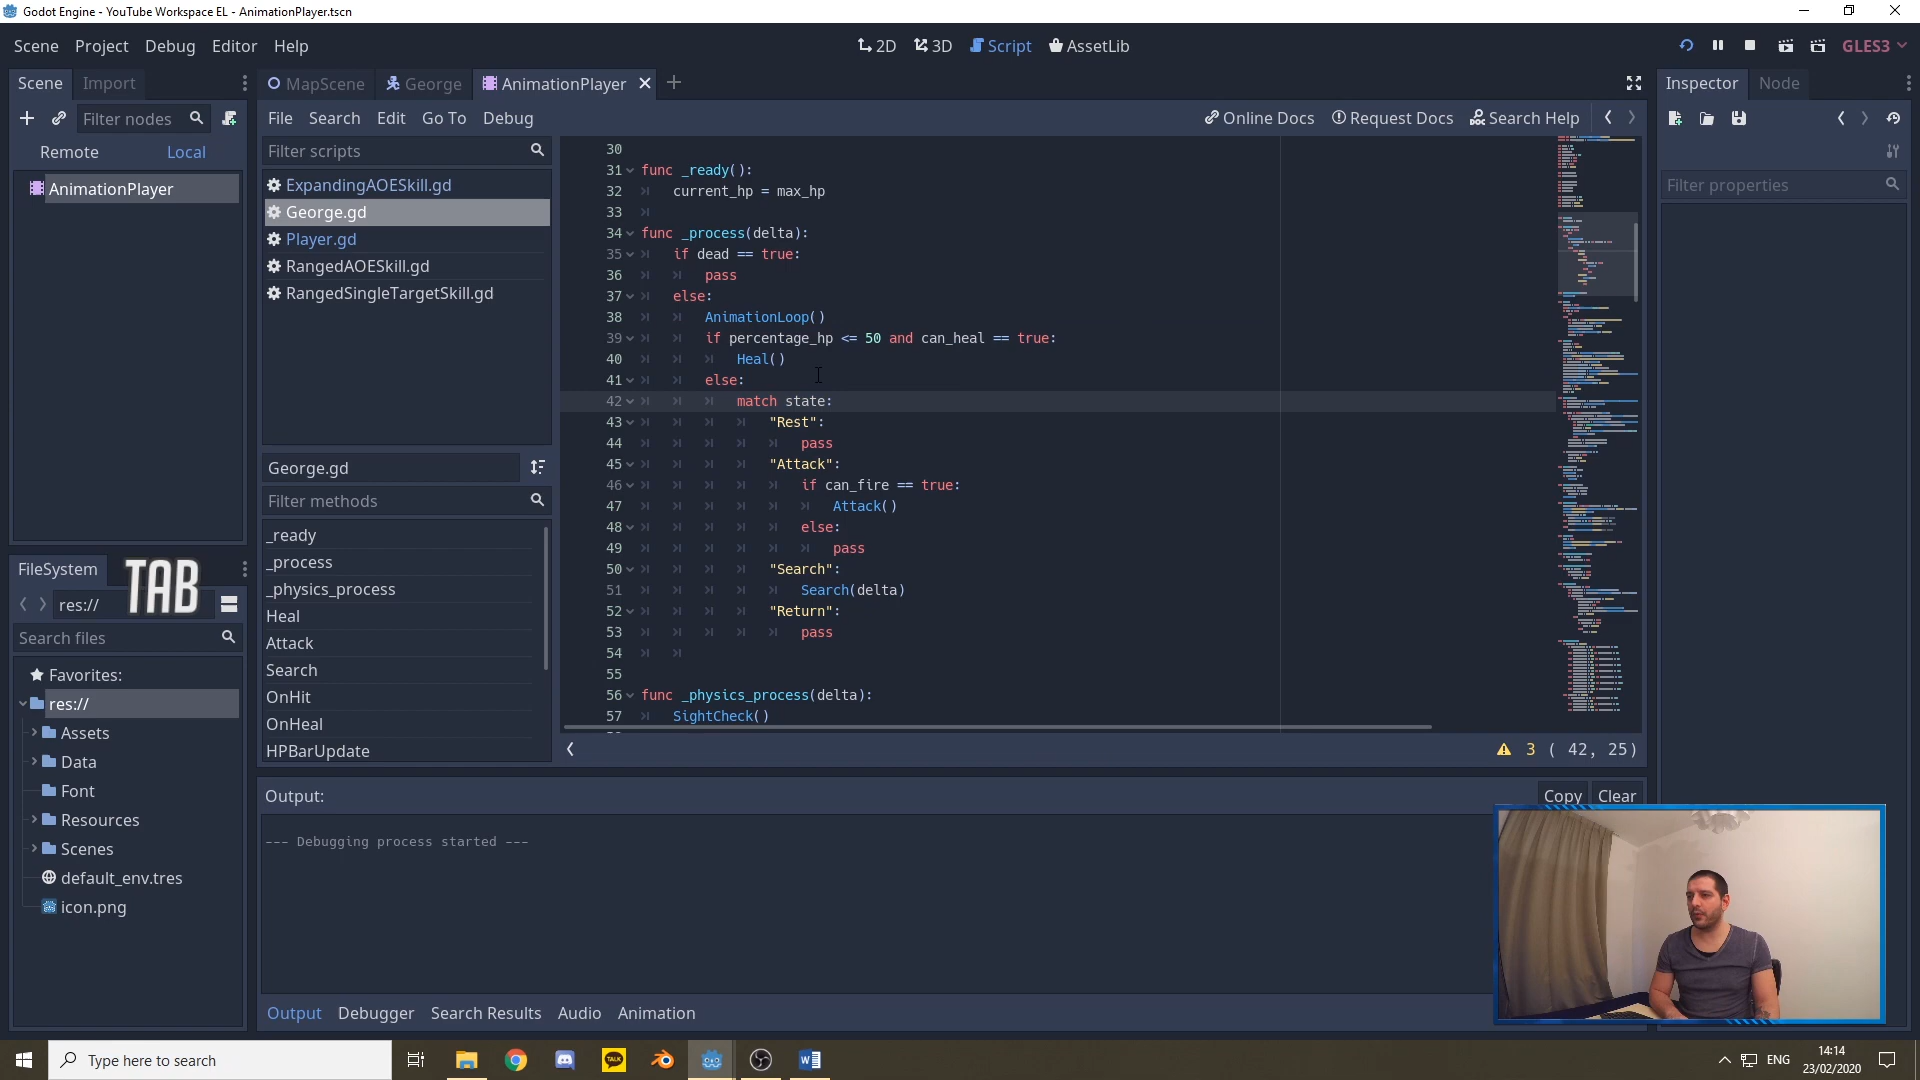 Godot Engine - YouTube Workspace EL - AnimationPlayer.tscn
Scene Project Debug Editor Help
2D 3D Script AssetLib
GLES3
Scene Import
MapScene George AnimationPlayer
Inspector Node
Filter nodes
File Search Edit Go To Debug
Online Docs Request Docs Search Help
Remote Local
Filter scripts
Filter properties
AnimationPlayer
ExpandingAOESkill.gd
George.gd
Player.gd
RangedAOESkill.gd
RangedSingleTargetSkill.gd
George.gd
Filter methods
_ready
_process
_physics_process
Heal
Attack
Search
OnHit
OnHeal
HPBarUpdate
30
31 func _ready():
32 current_hp = max_hp
33
34 func _process(delta):
35 if dead == true:
36 pass
37 else:
38 AnimationLoop()
39 if percentage_hp <= 50 and can_heal == true:
40 Heal()
41 else:
42 match state:
43 "Rest":
44 pass
45 "Attack":
46 if can_fire == true:
47 Attack()
48 else:
49 pass
50 "Search":
51 Search(delta)
52 "Return":
53 pass
54
55
56 func _physics_process(delta):
57 SightCheck()
3 ( 42, 25)
FileSystem
TAB
res://
Search files
Favorites:
res://
Assets
Data
Font
Resources
Scenes
default_env.tres
icon.png
Output:
Copy Clear
--- Debugging process started ---
Output Debugger Search Results Audio Animation
Type here to search
TALK
ENG
14:14
23/02/2020